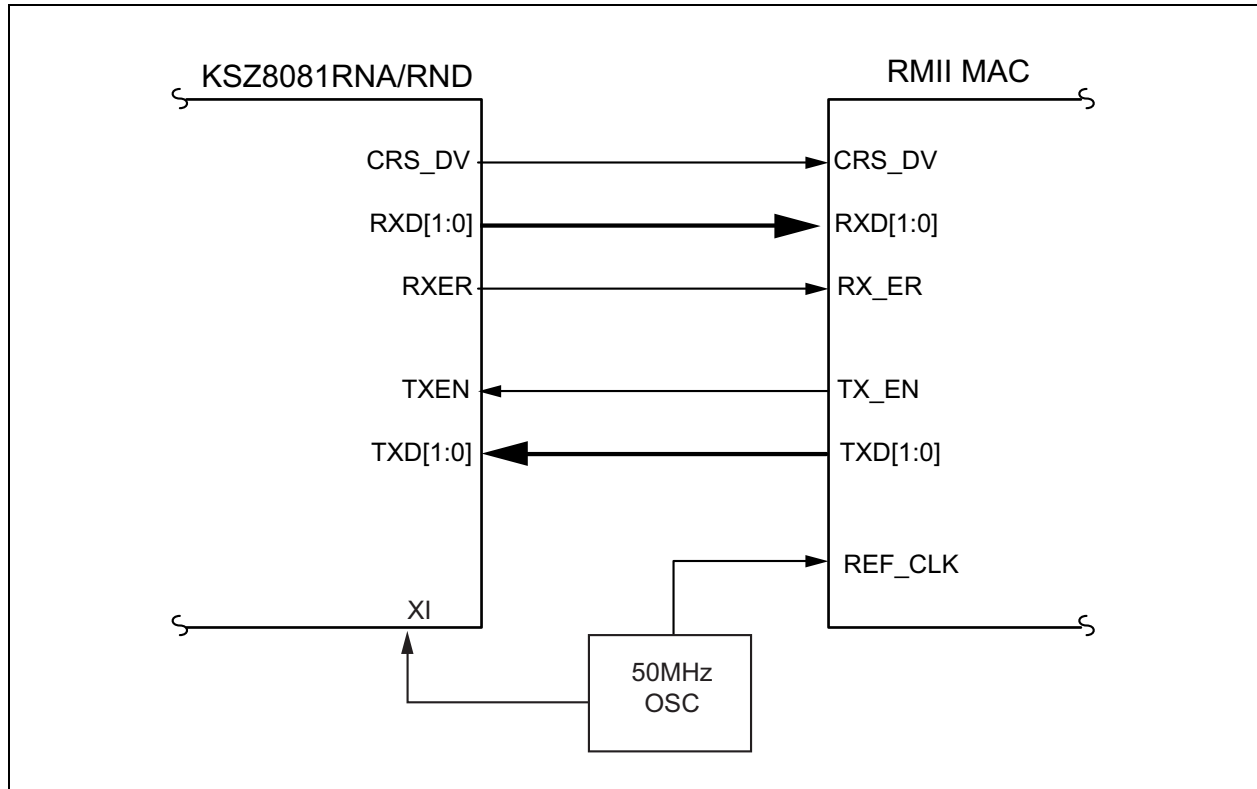 KSZ8081RNA/RND
RMII MAC
CRS_DV
CRS_DV
RXD[1:0]
RXD[1:0]
RXER
RX_ER
TXEN
TX_EN
TXD[1:0]
TXD[1:0]
REF_CLK
XI
50MHz
OSC